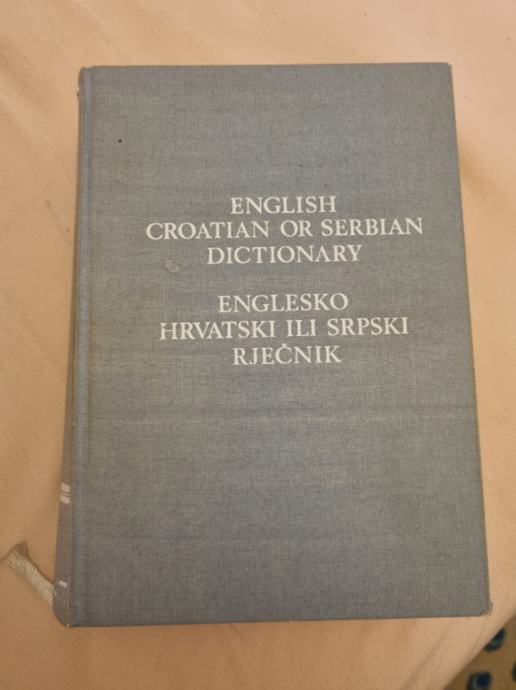 ENGLISH
CROATIAN OR SERBIAN
DICTIONARY
ENGLESKO
HRVATSKI ILI SRPSKI
RJEČNIK